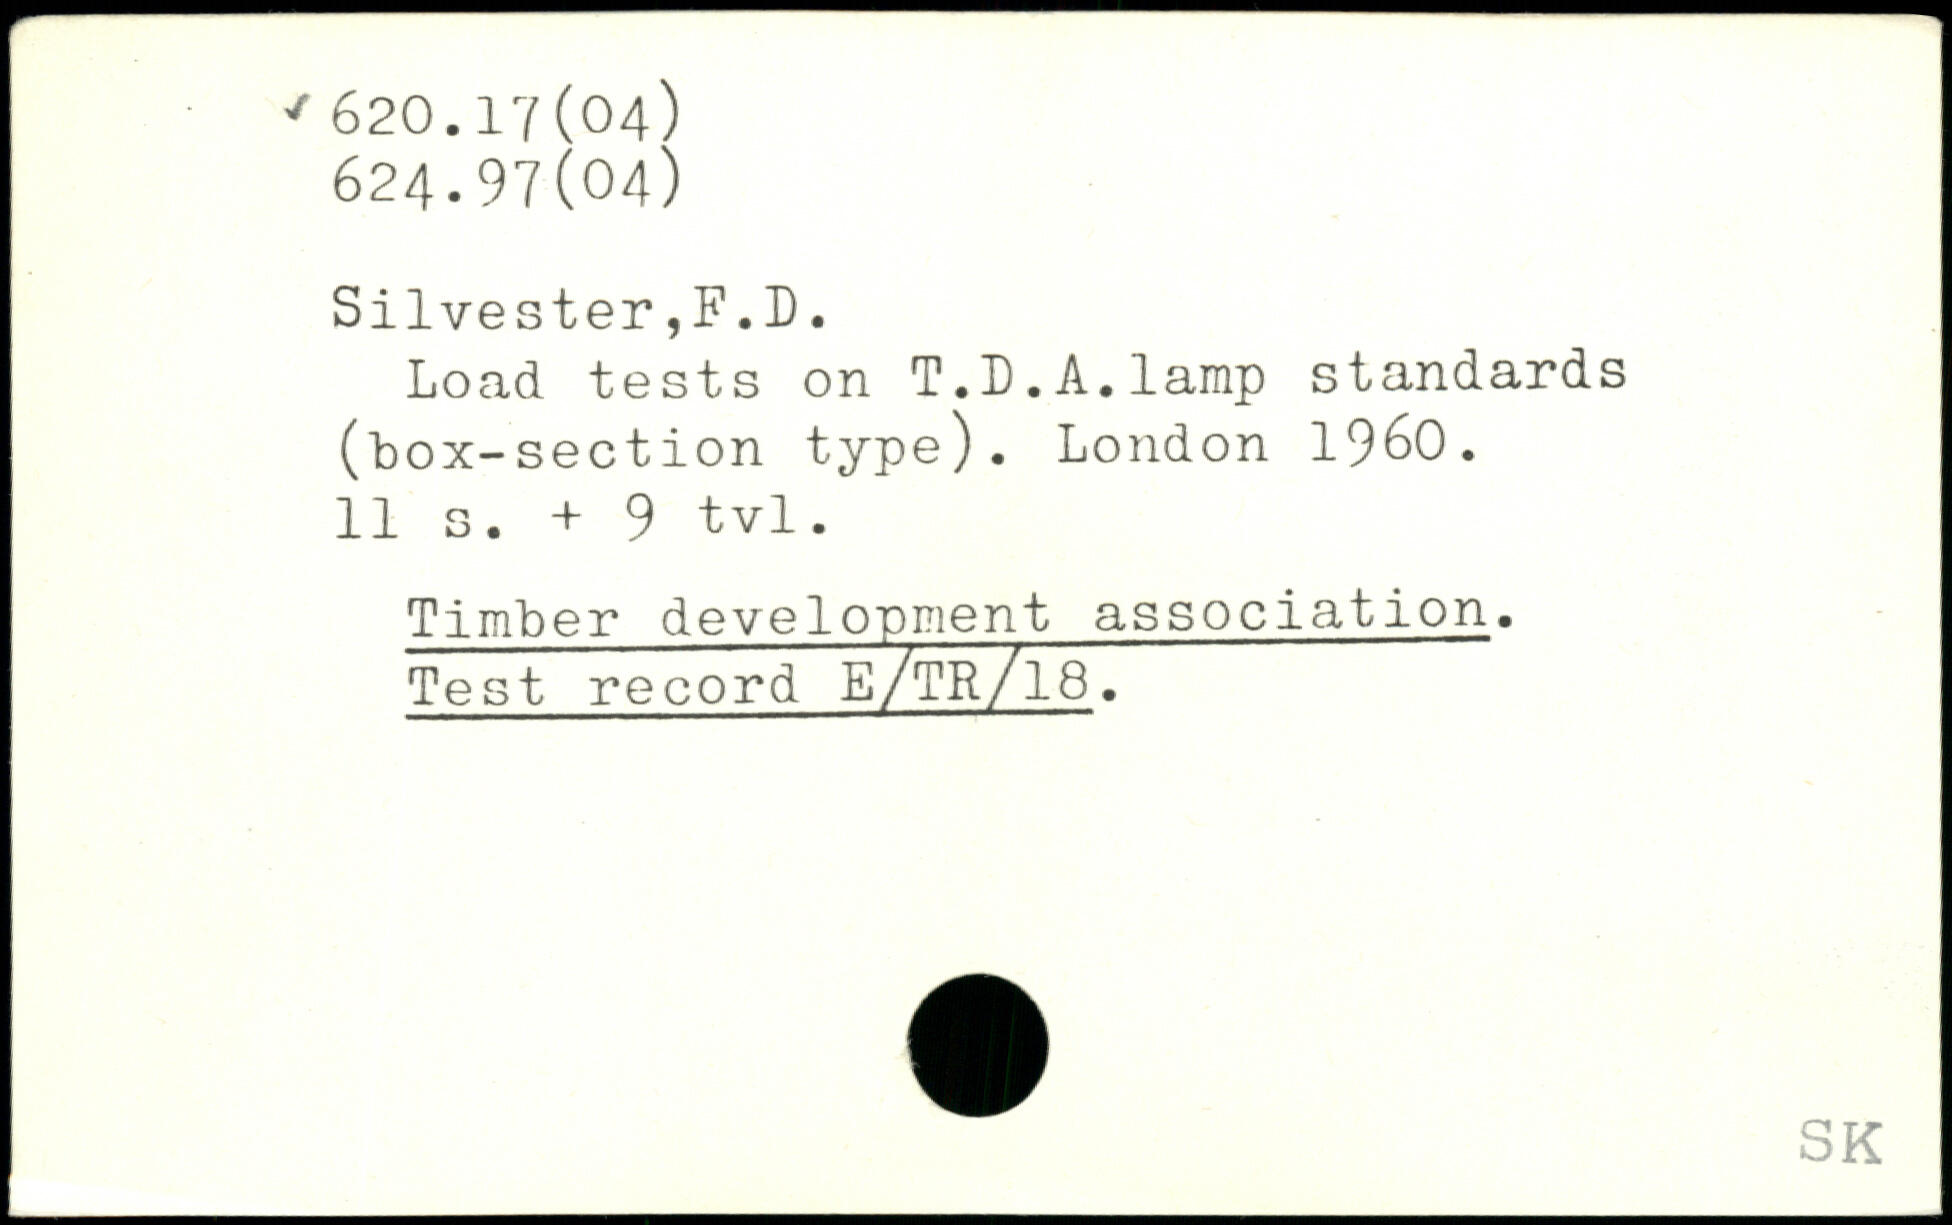 ✓ 620.17(04)
624.97(04)
Silvester,F.D.
Load tests on T.D.A.lamp standards
(box-section type). London 1960.
11 s. + 9 tvl.
Timber development association.
Test record E/TR/18.
SK